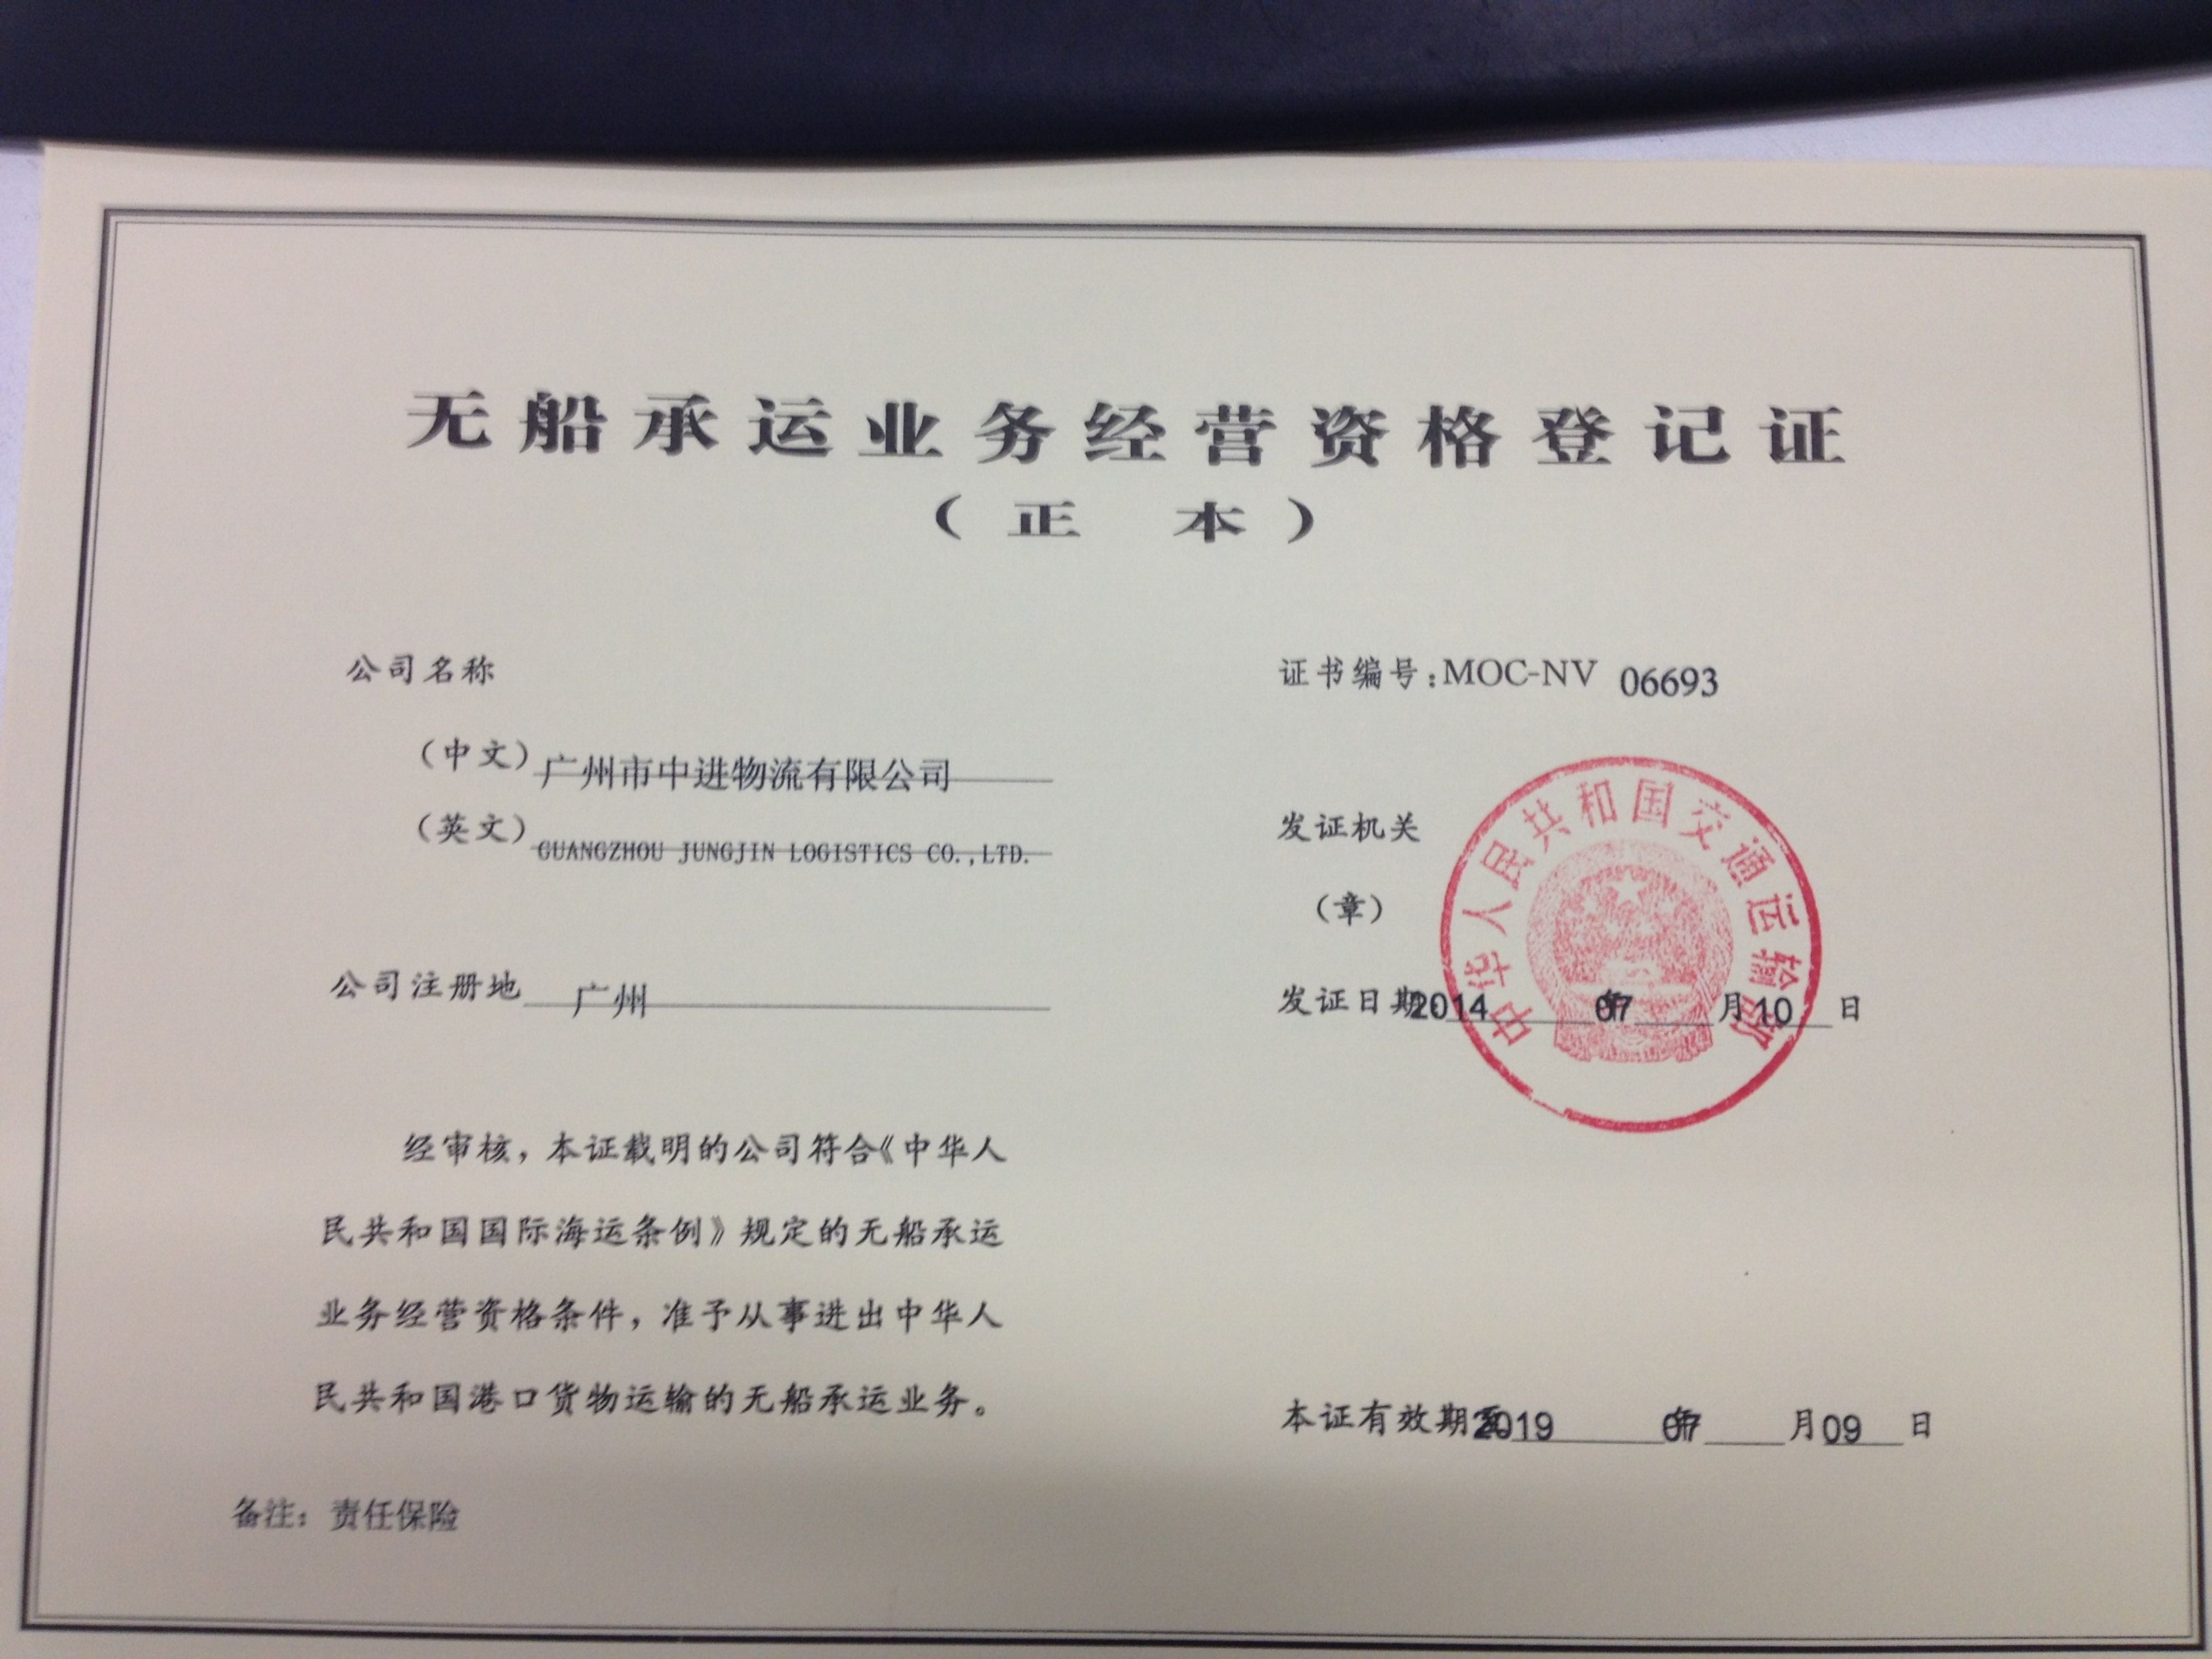 无船承运业务经营资格登记证
（正 本）
公司名称
（中文）广州市中进物流有限公司
（英文）GUANGZHOU JUNGJIN LOGISTICS CO.,LTD.
公司注册地 广州
经审核，本证载明的公司符合《中华人
民共和国国际海运条例》规定的无船承运
业务经营资格条件，准予从事进出中华人
民共和国港口货物运输的无船承运业务。
备注：责任保险
证书编号：MOC-NV 06693
发证机关
（章）
中华人民共和国交通运输部
发证日期：2014年07月10日
本证有效期至2019年07月09日